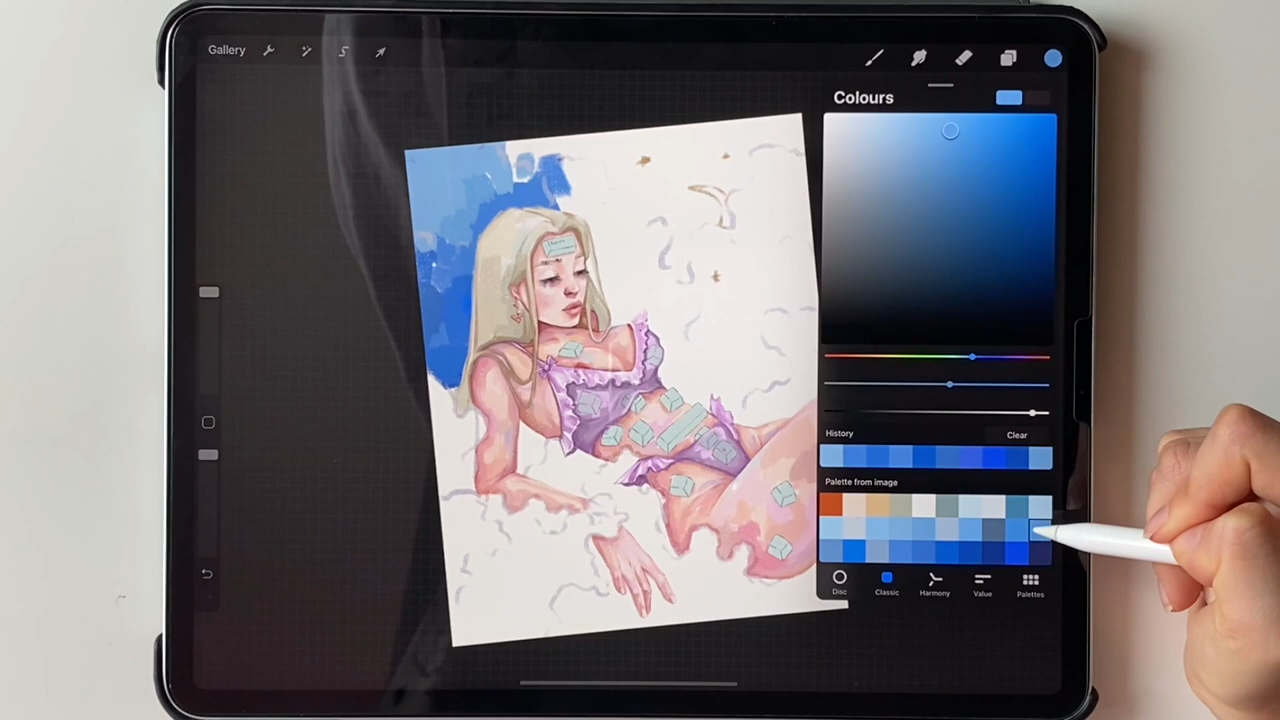 Gallery
Colours
History
Clear
Palette from image
Disc
Classic
Harmony
Value
Palettes